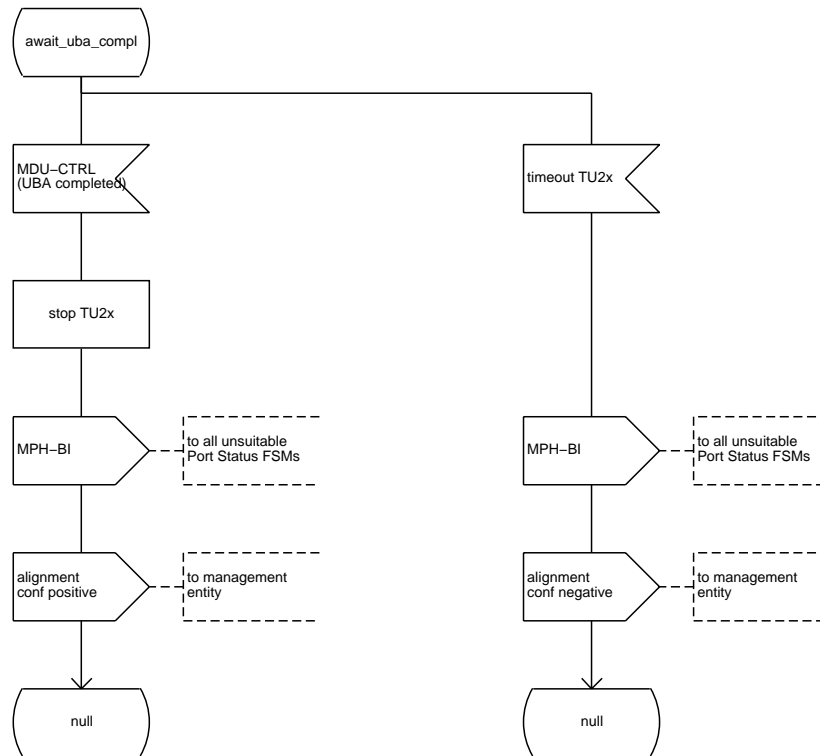 await_uba_compl
MDU−CTRL
(UBA completed)
timeout TU2x
stop TU2x
MPH−BI
to all unsuitable
Port Status FSMs
MPH−BI
to all unsuitable
Port Status FSMs
alignment
conf positive
to management
entity
alignment
conf negative
to management
entity
null
null